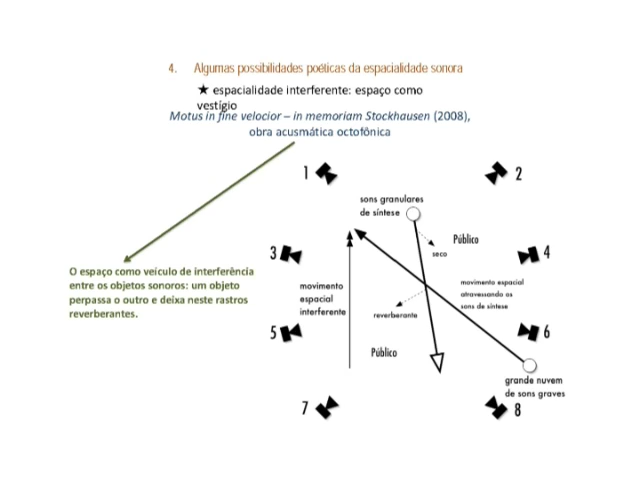 4. Algumas possibilidades poéticas da espacialidade sonora
★ espacialidade interferente: espaço como
vestígio
Motus in fine velocior – in memoriam Stockhausen (2008),
obra acusmática octofônica
1
2
sons granulares
de síntese
Público
seco
3
4
O espaço como veículo de interferência
entre os objetos sonoros: um objeto
perpassa o outro e deixa neste rastros
reverberantes.
movimento
espacial
interferente
movimento espacial
atravessando os
sons de síntese
reverberante
5
6
Público
grande nuvem
de sons graves
7
8